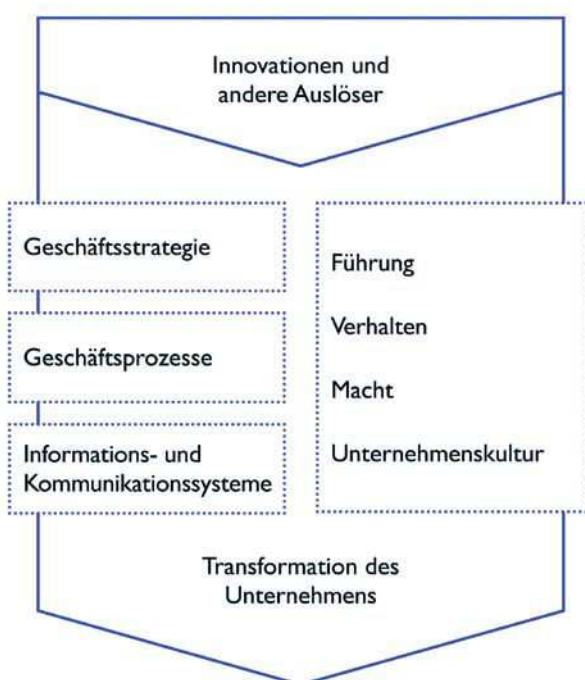 Innovationen und
andere Auslöser
Geschäftsstrategie
Geschäftsprozesse
Informations- und
Kommunikationssysteme
Führung
Verhalten
Macht
Unternehmenskultur
Transformation des
Unternehmens